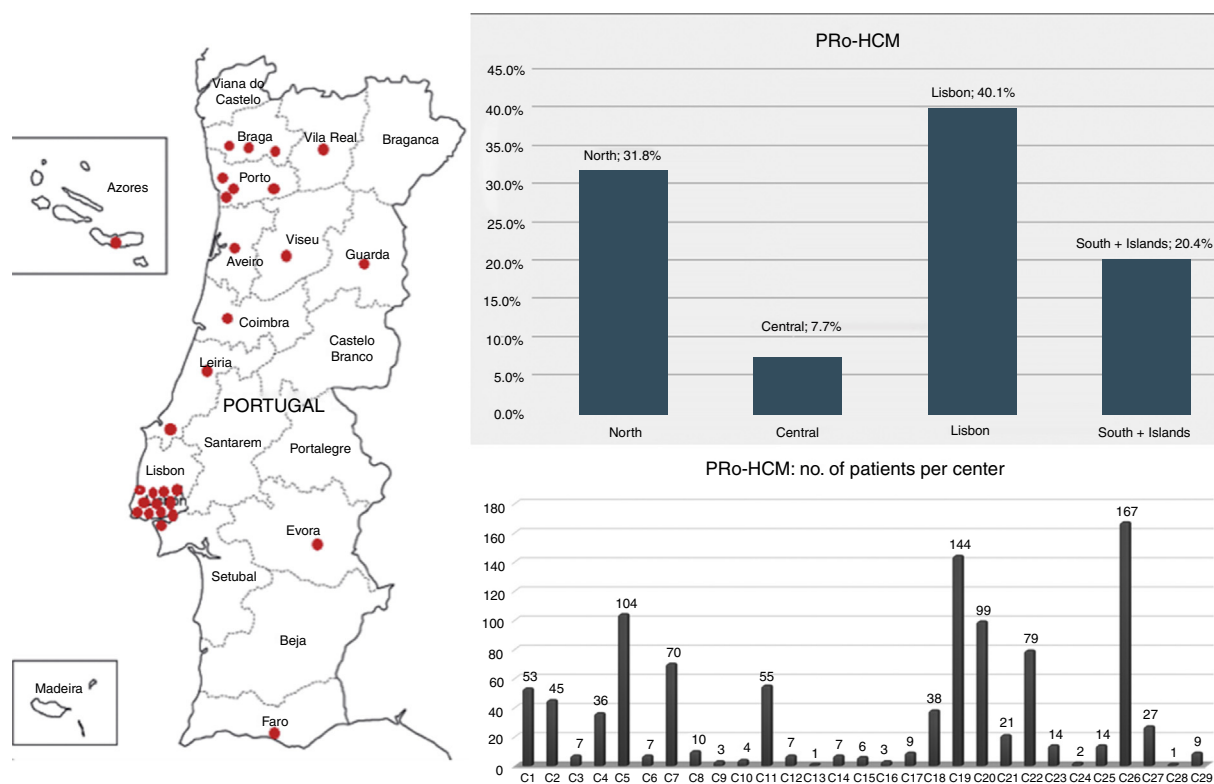 Viana do
Castelo
Braga
Vila Real
Braganca
Porto
Azores
Viseu
Aveiro
Guarda
Coimbra
Castelo
Branco
Leiria
PORTUGAL
Santarem
Portalegre
Lisbon
Evora
Setubal
Beja
Madeira
Faro
PRo-HCM
45.0%
40.0%
35.0%
30.0%
25.0%
20.0%
15.0%
10.0%
5.0%
0.0%
North; 31.8%
Central; 7.7%
Lisbon; 40.1%
South + Islands; 20.4%
North Central Lisbon South + Islands
PRo-HCM: no. of patients per center
180
160
140
120
100
80
60
40
20
0
53 45 7 36 104 7 70 10 3 4 55 7 1 7 6 3 9 38 144 99 21 79 14 2 14 167 27 1 9
C1 C2 C3 C4 C5 C6 C7 C8 C9 C10 C11 C12 C13 C14 C15 C16 C17 C18 C19 C20 C21 C22 C23 C24 C25 C26 C27 C28 C29